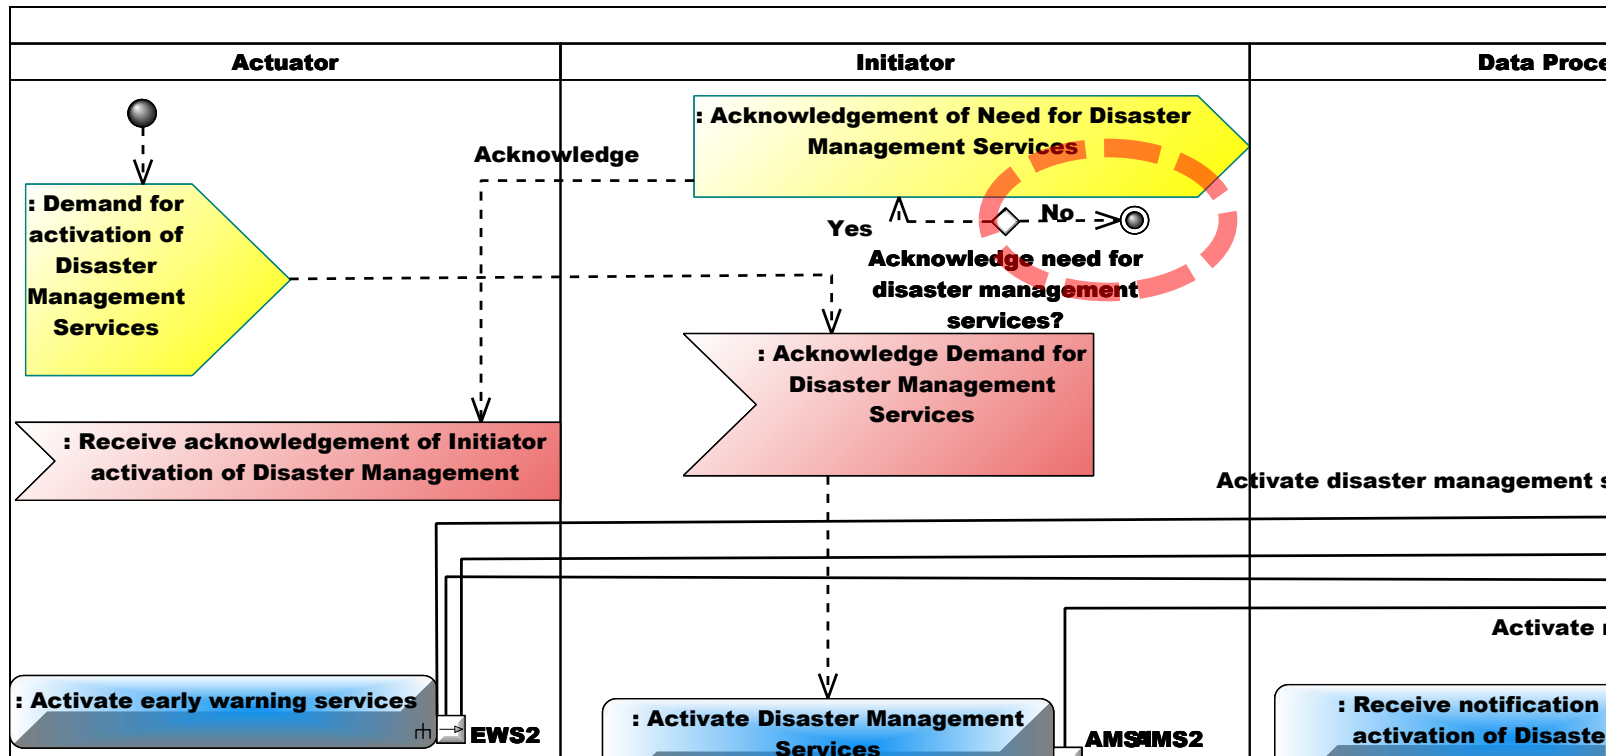 Actuator
Initiator
Data Proce
: Acknowledgement of Need for Disaster
Management Services
Acknowledge
: Demand for
activation of
Disaster
Management
Services
No
Yes
Acknowledge need for
disaster management
services?
: Acknowledge Demand for
Disaster Management
Services
: Receive acknowledgement of Initiator
activation of Disaster Management
Activate disaster management s
Activate
: Activate early warning services
EWS2
: Activate Disaster Management
Services
AMS2
: Receive notification
activation of Disaste